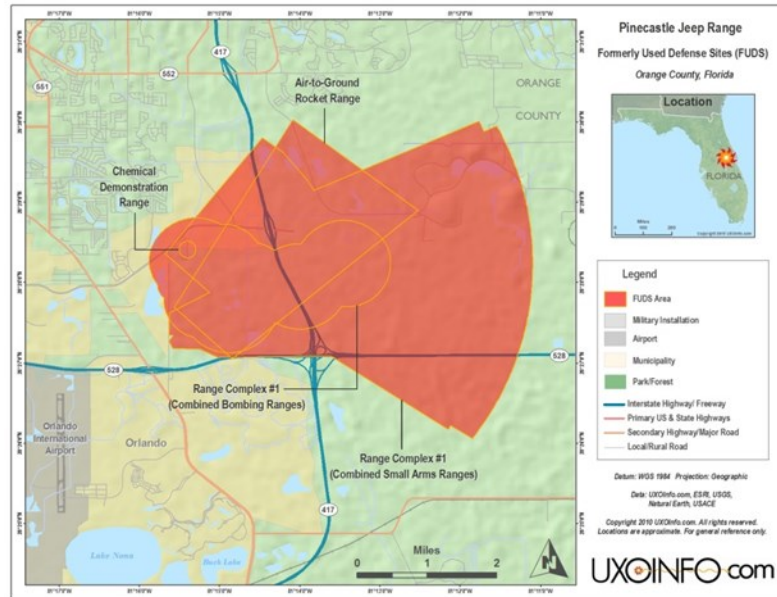 Pinecastle Jeep Range
Formerly Used Defense Sites (FUDS)
Orange County, Florida
Location
FLORIDA
Miles
Copyright 2010 UXOinfo.com
Legend
FUDS Area
Military Installation
Airport
Municipality
Park/Forest
Interstate Highway/ Freeway
Primary US & State Highways
Secondary Highway/Major Road
Local/Rural Road
Datum: WGS 1984 Projection: Geographic
Data: UXOinfo.com, ESRI, USGS,
Natural Earth, USACE
Copyright 2010 UXOinfo.com. All rights reserved.
Locations are approximate. For general reference only.
UXOINFO.com
417
552
551
Air-to-Ground
Rocket Range
ORANGE
COUNTY
Chemical
Demonstration
Range
528
528
Range Complex #1
(Combined Bombing Ranges)
Orlando
International
Airport
Orlando
Range Complex #1
(Combined Small Arms Ranges)
417
Lake Nona
Buck Lake
Miles
0 1 2
N